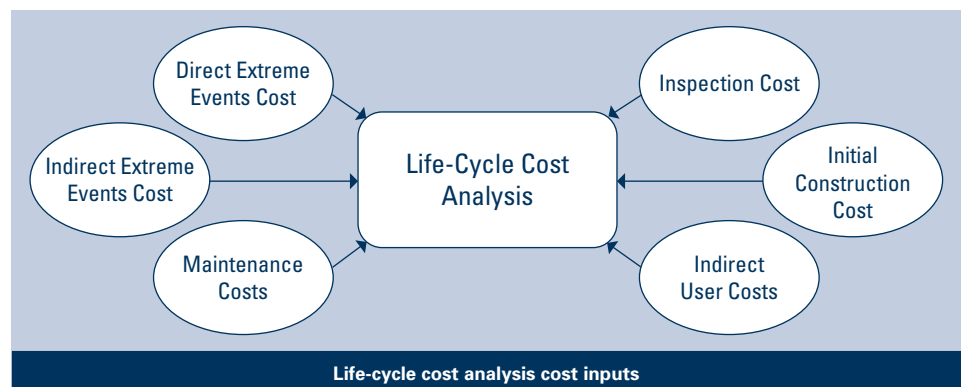 Direct Extreme
Events Cost
Inspection Cost
Indirect Extreme
Events Cost
Life-Cycle Cost
Analysis
Initial
Construction
Cost
Maintenance
Costs
Indirect
User Costs
Life-cycle cost analysis cost inputs